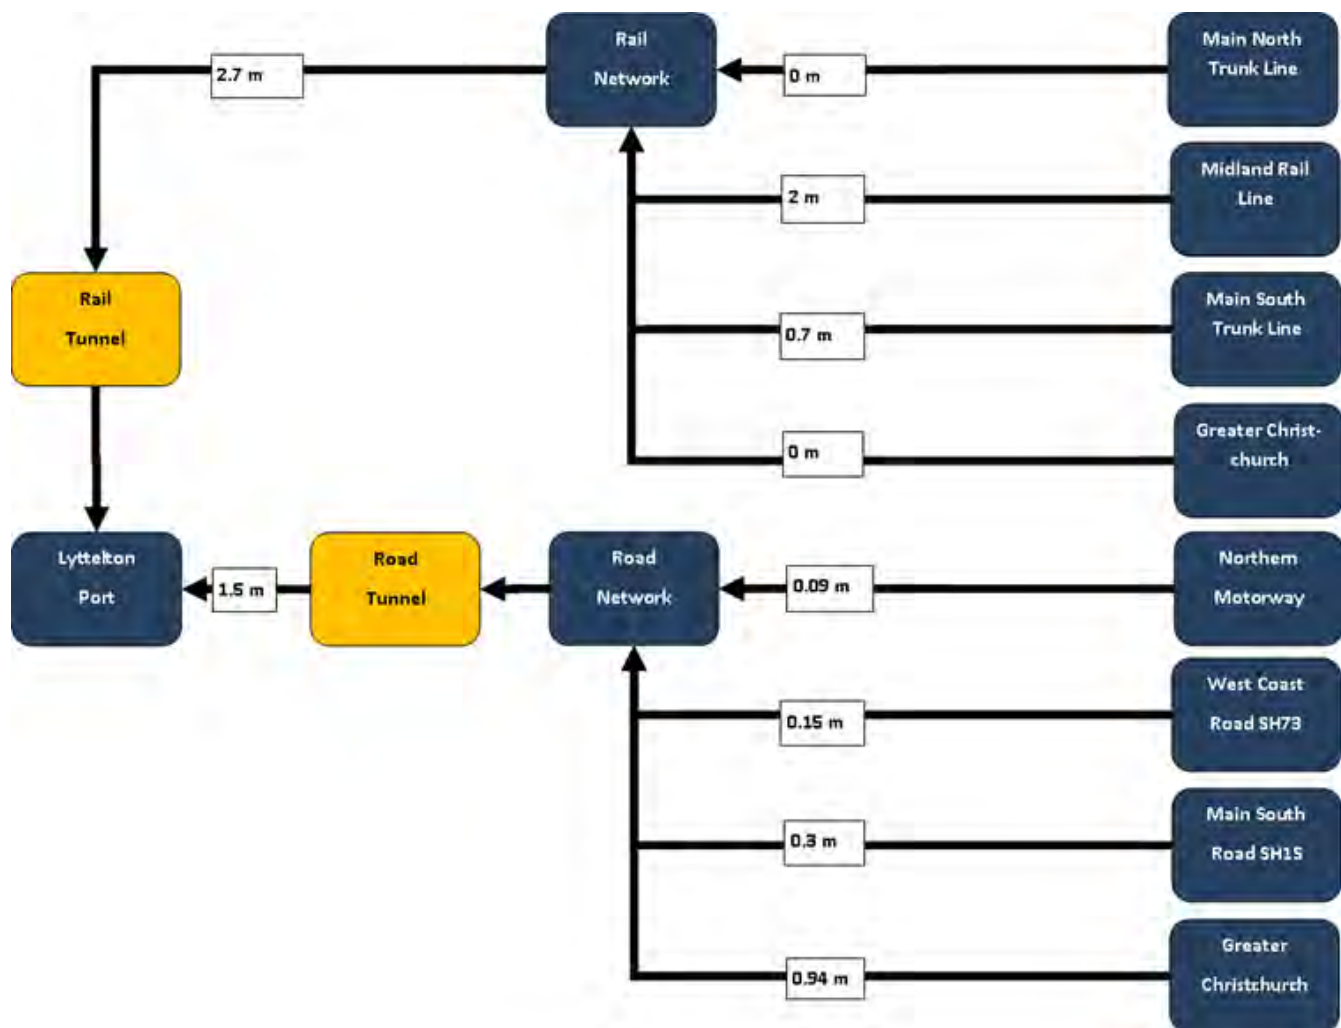 Rail
Network
2.7 m
0 m
Main North
Trunk Line
2 m
Midland Rail
Line
Rail
Tunnel
0.7 m
Main South
Trunk Line
0 m
Greater Christ-
church
Lyttelton
Port
1.5 m
Road
Tunnel
Road
Network
0.09 m
Northern
Motorway
0.15 m
West Coast
Road SH73
0.3 m
Main South
Road SH1S
0.94 m
Greater
Christchurch